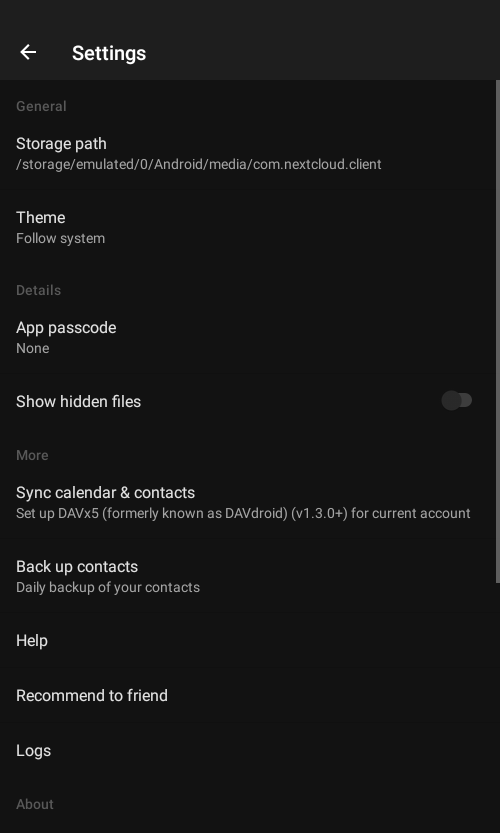 Settings
General
Storage path
/storage/emulated/0/Android/media/com.nextcloud.client
Theme
Follow system
Details
App passcode
None
Show hidden files
More
Sync calendar & contacts
Set up DAVx5 (formerly known as DAVdroid) (v1.3.0+) for current account
Back up contacts
Daily backup of your contacts
Help
Recommend to friend
Logs
About